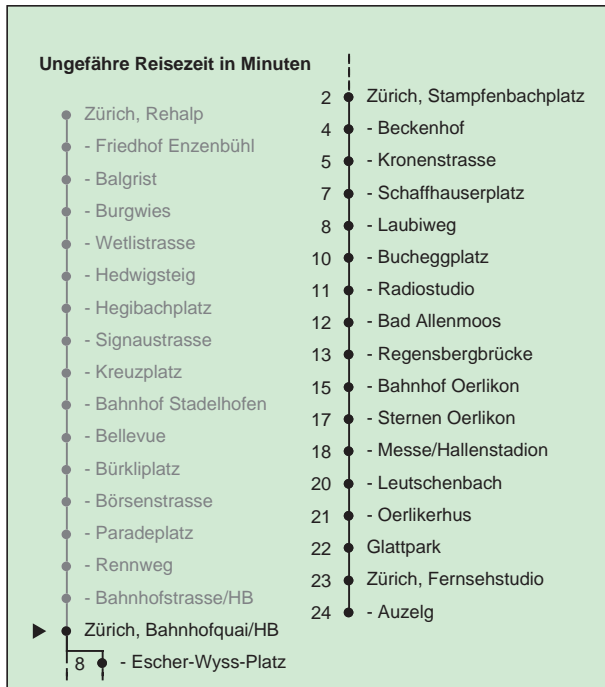 Ungefähre Reisezeit in Minuten
Zürich, Rehalp
- Friedhof Enzenbühl
- Balgrist
- Burgwies
- Wetlistrasse
- Hedwigsteig
- Hegibachplatz
- Signaustrasse
- Kreuzplatz
- Bahnhof Stadelhofen
- Bellevue
- Bürkliplatz
- Börsenstrasse
- Paradeplatz
- Rennweg
- Bahnhofstrasse/HB
Zürich, Bahnhofquai/HB
8 - Escher-Wyss-Platz
2 Zürich, Stampfenbachplatz
4 - Beckenhof
5 - Kronenstrasse
7 - Schaffhauserplatz
8 - Laubiweg
10 - Bucheggplatz
11 - Radiostudio
12 - Bad Allenmoos
13 - Regensbergbrücke
15 - Bahnhof Oerlikon
17 - Sternen Oerlikon
18 - Messe/Hallenstadion
20 - Leutschenbach
21 - Oerlikerhus
22 Glattpark
23 Zürich, Fernsehstudio
24 - Auzelg